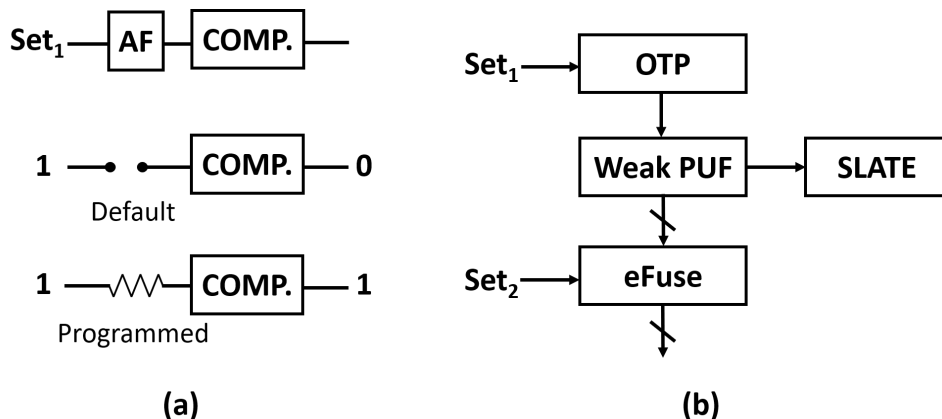 Set₁ AF COMP.
1 COMP. 0
Default
1 COMP. 1
Programmed
(a)
Set₁ OTP
Weak PUF SLATE
Set₂ eFuse
(b)